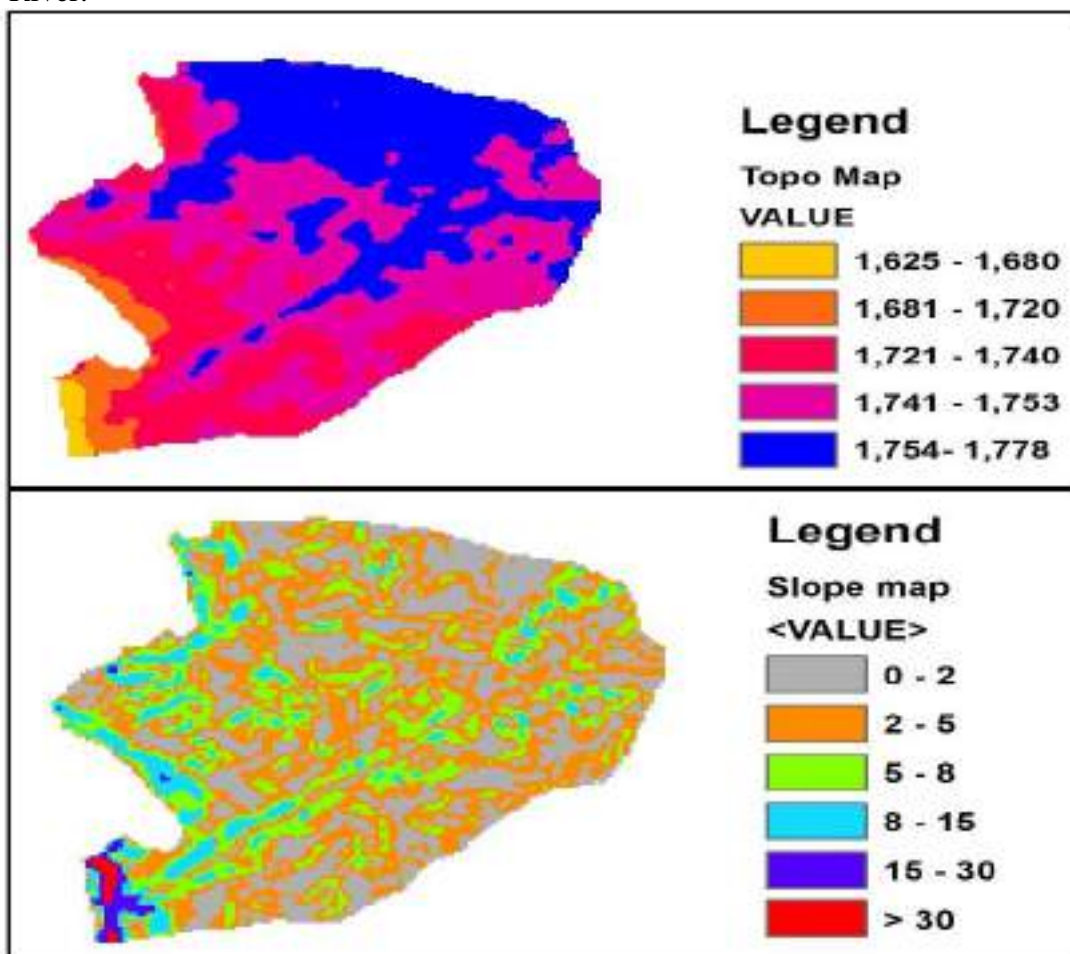 River.
Legend
Topo Map
VALUE
1,625 - 1,680
1,681 - 1,720
1,721 - 1,740
1,741 - 1,753
1,754- 1,778
Legend
Slope map
<VALUE>
0 - 2
2 - 5
5 - 8
8 - 15
15 - 30
> 30